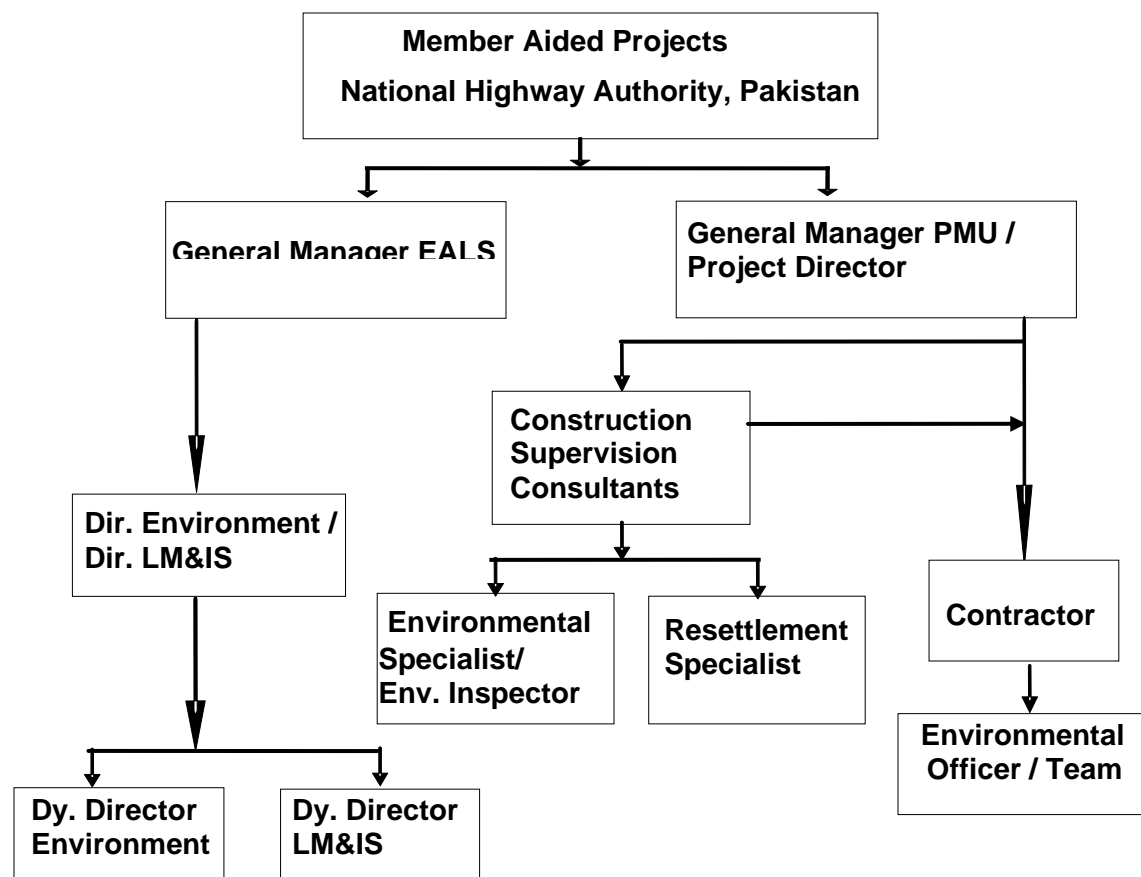 Member Aided Projects
National Highway Authority, Pakistan
General Manager EALS
General Manager PMU /
Project Director
Construction
Supervision
Consultants
Dir. Environment /
Dir. LM&IS
Environmental
Specialist/
Env. Inspector
Resettlement
Specialist
Contractor
Environmental
Officer / Team
Dy. Director
Environment
Dy. Director
LM&IS